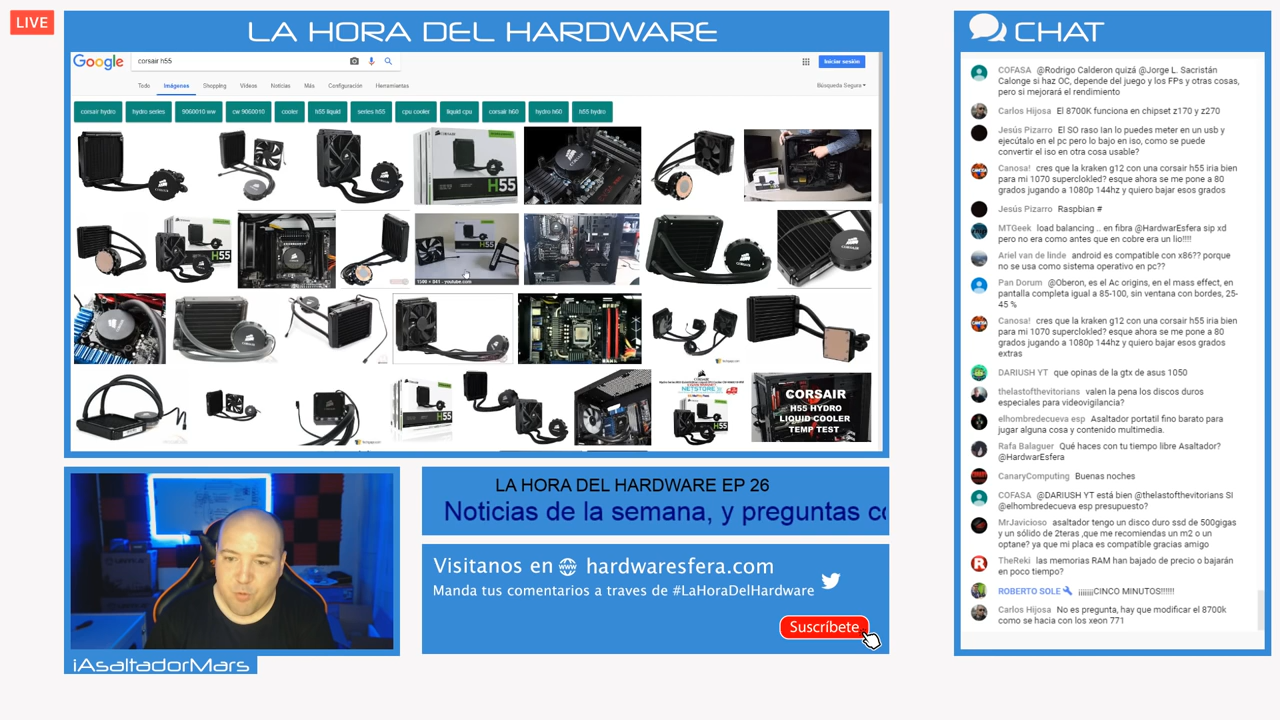 LIVE
LA HORA DEL HARDWARE
Google
corsair h55
Iniciar sesión
Todo Imágenes Shopping Vídeos Noticias Más Configuración Herramientas
Búsqueda Segura
corsair hydro hydro series 9060010 ww cw 9060010 cooler h55 liquid series h55 cpu cooler liquid cpu corsair h60 hydro h60 h55 hydro
H55
H55
H55
H55
CORSAIR
H55 HYDRO
LIQUID COOLER
TEMP TEST
NETSTORE
iAsaltadorMars
LA HORA DEL HARDWARE EP 26
Noticias de la semana, y preguntas co
Visitanos en hardwaresfera.com
Manda tus comentarios a traves de #LaHoraDelHardware
Suscríbete
CHAT
COFASA @Rodrigo Calderon quizá @Jorge L. Sacristán
Calonge si haz OC, depende del juego y los FPs y otras cosas,
pero si mejorará el rendimiento
Carlos Hijosa El 8700K funciona en chipset z170 y z270
Jesús Pizarro El SO raso Ian lo puedes meter en un usb y
ejecútalo en el pc pero lo bajo en iso, como se puede
convertir el iso en otra cosa usable?
Canosa! cres que la kraken g12 con una corsair h55 iria bien
para mi 1070 superclokled? esque ahora se me pone a 80
grados jugando a 1080p 144hz y quiero bajar esos grados
Jesús Pizarro Raspbian #
MTGeek load balancing .. en fibra @HardwarEsfera sip xd
pero no era como antes que en cobre era un lio!!!!
Ariel van de linde android es compatible con x86?? porque
no se usa como sistema operativo en pc??
Pan Dorum @Oberon, es el Ac origins, en el mass efect, en
pantalla completa igual a 85-100, sin ventana con bordes, 25-
45 %
Canosa! cres que la kraken g12 con una corsair h55 iria bien
para mi 1070 superclokled? esque ahora se me pone a 80
grados jugando a 1080p 144hz y quiero bajar esos grados
extras
DARIUSH YT que opinas de la gtx de asus 1050
thelastofthevitorians valen la pena los discos duros
especiales para videovigilancia?
elhombredecueva esp Asaltador portatil fino barato para
jugar alguna cosa y contenido multimedia.
Rafa Balaguer Qué haces con tu tiempo libre Asaltador?
@HardwarEsfera
CanaryComputing Buenas noches
COFASA @DARIUSH YT está bien @thelastofthevitorians SI
@elhombredecueva esp presupuesto?
MrJavicioso asaltador tengo un disco duro ssd de 500gigas
y un sólido de 2teras ,que me recomiendas un m2 o un
optane? ya que mi placa es compatible gracias amigo
TheReki las memorias RAM han bajado de precio o bajarán
en poco tiempo?
ROBERTO SOLE ¡¡¡¡¡¡¡CINCO MINUTOS!!!!!!!
Carlos Hijosa No es pregunta, hay que modificar el 8700k
como se hacia con los xeon 771